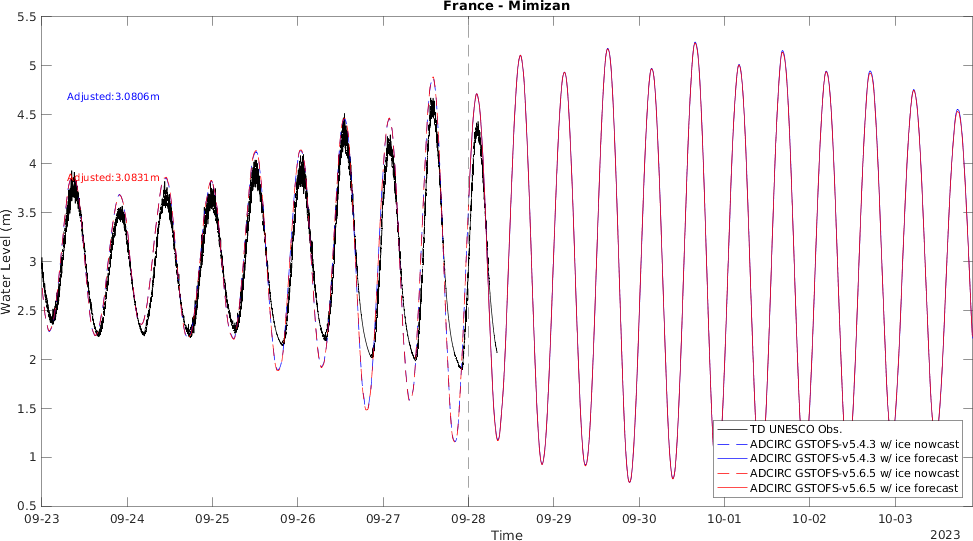 France - Mimizan
5.5
5
4.5
4
3.5
3
2.5
2
1.5
1
0.5
Water Level (m)
Adjusted:3.0806m
Adjusted:3.0831m
TD UNESCO Obs.
ADCIRC GSTOFS-v5.4.3 w/ ice nowcast
ADCIRC GSTOFS-v5.4.3 w/ ice forecast
ADCIRC GSTOFS-v5.6.5 w/ ice nowcast
ADCIRC GSTOFS-v5.6.5 w/ ice forecast
09-23 09-24 09-25 09-26 09-27 09-28 09-29 09-30 10-01 10-02 10-03
Time
2023